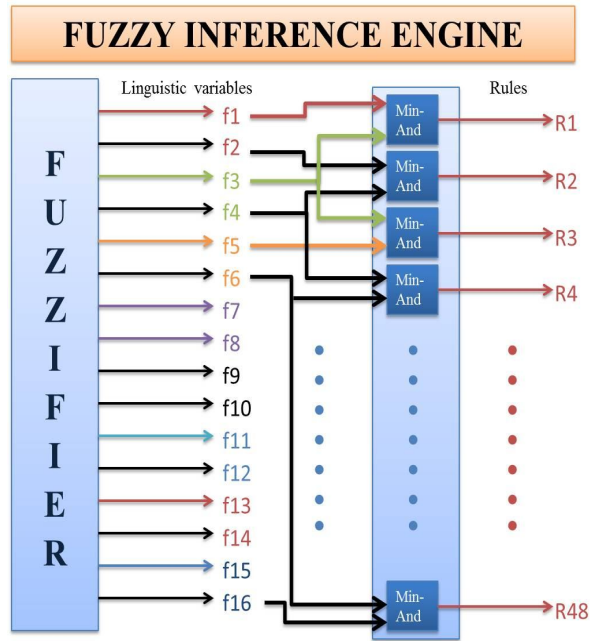 FUZZY INFERENCE ENGINE
Linguistic variables
Rules
F
U
Z
Z
I
F
I
E
R
f1
f2
f3
f4
f5
f6
f7
f8
f9
f10
f11
f12
f13
f14
f15
f16
Min-
And
Min-
And
Min-
And
Min-
And
Min-
And
R1
R2
R3
R4
R48